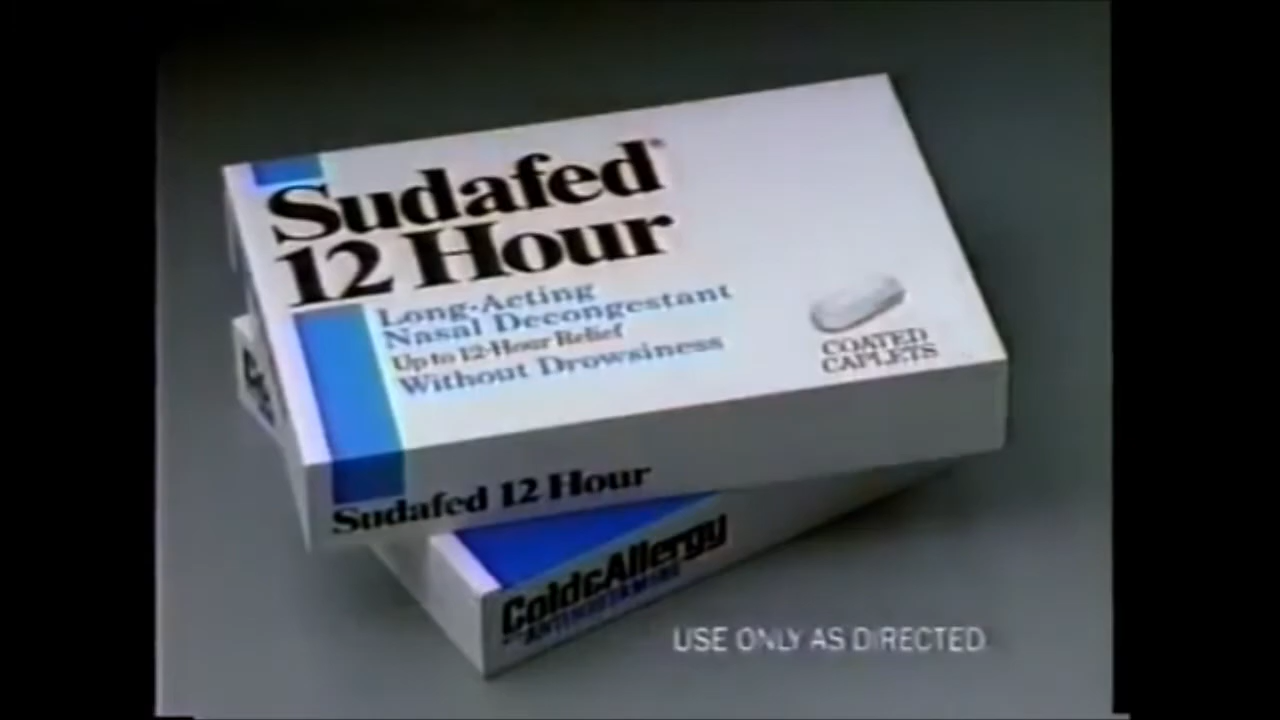 Sudafed®
12 Hour
Long-Acting
Nasal Decongestant
Up to 12-Hour Relief
Without Drowsiness
COATED
CAPLETS
Sudafed 12 Hour
Cold&Allergy
ANTIHISTAMINE
USE ONLY AS DIRECTED